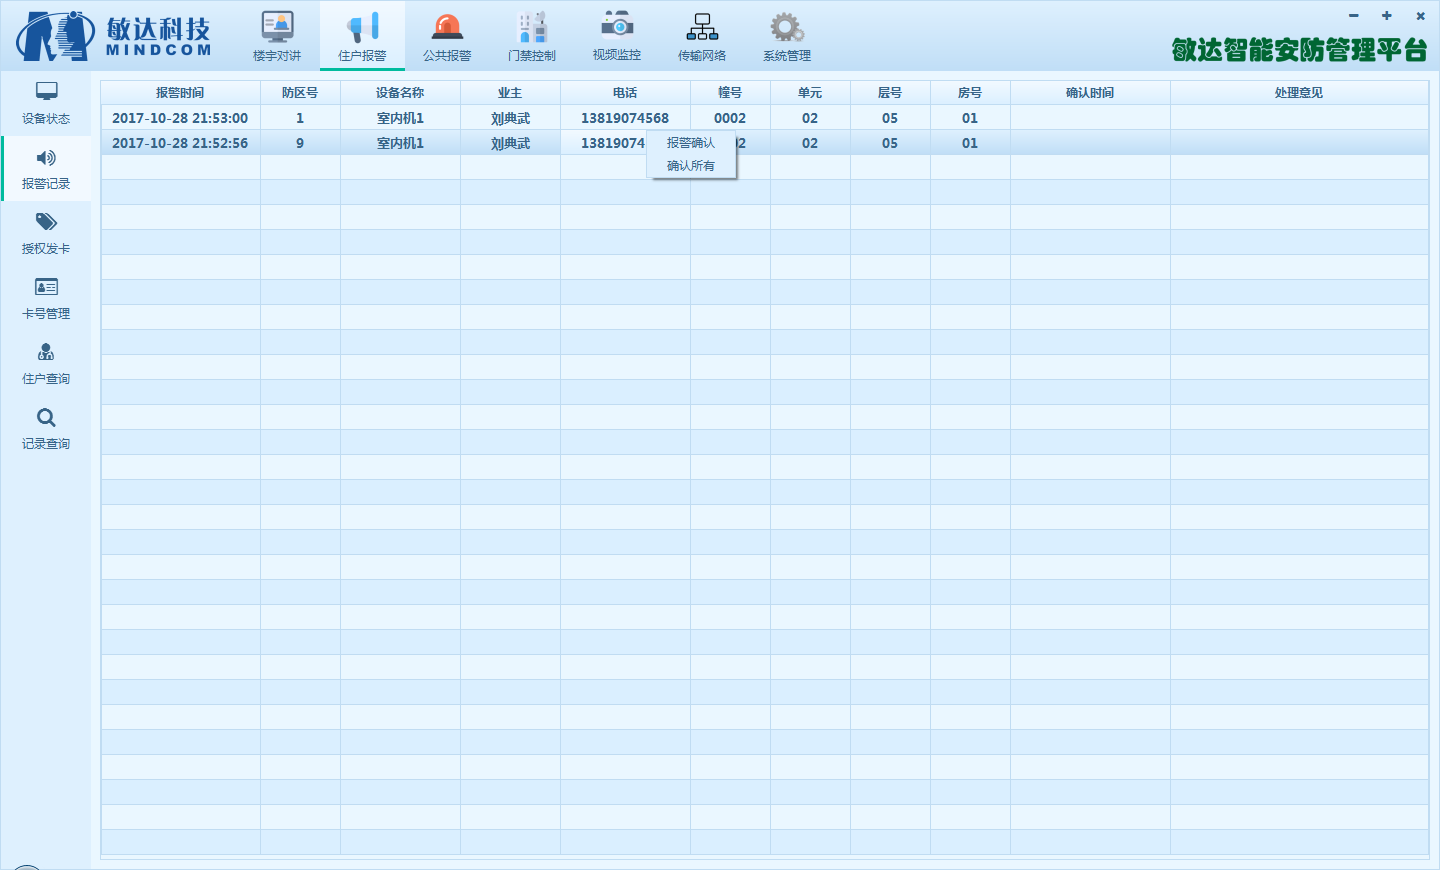 敏达科技
MINDCOM
楼宇对讲 住户报警 公共报警 门禁控制 视频监控 传输网络 系统管理
敏达智能安防管理平台
设备状态
报警记录
授权发卡
卡号管理
住户查询
记录查询
报警时间 防区号 设备名称 业主 电话 幢号 单元 层号 房号 确认时间 处理意见
2017-10-28 21:53:00 1 室内机1 刘典武 13819074568 0002 02 05 01
2017-10-28 21:52:56 9 室内机1 刘典武 13819074 2 02 05 01
报警确认
确认所有